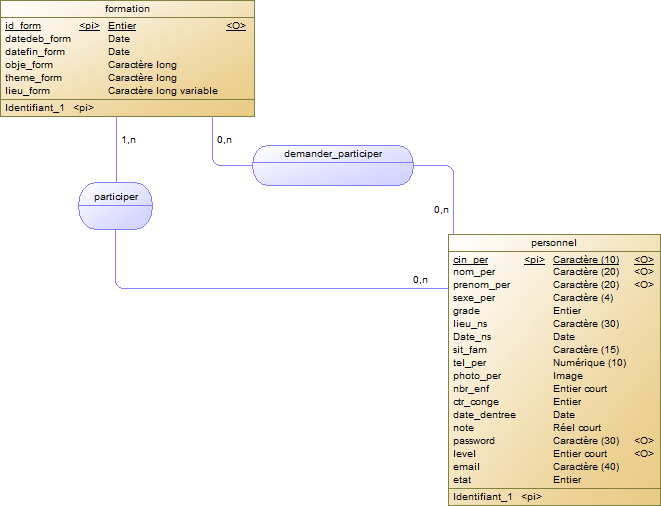 formation
id_form <pi> Entier <O>
datedeb_form Date
datefin_form Date
obje_form Caractère long
theme_form Caractère long
lieu_form Caractère long variable
Identifiant_1 <pi>
1,n
0,n
demander_participer
participer
0,n
0,n
personnel
cin_per <pi> Caractère (10) <O>
nom_per Caractère (20) <O>
prenom_per Caractère (20) <O>
sexe_per Caractère (4)
grade Entier
lieu_ns Caractère (30)
Date_ns Date
sit_fam Caractère (15)
tel_per Numérique (10)
photo_per Image
nbr_enf Entier court
ctr_conge Entier
date_dentree Date
note Réel court
password Caractère (30) <O>
level Entier court <O>
email Caractère (40)
etat Entier
Identifiant_1 <pi>